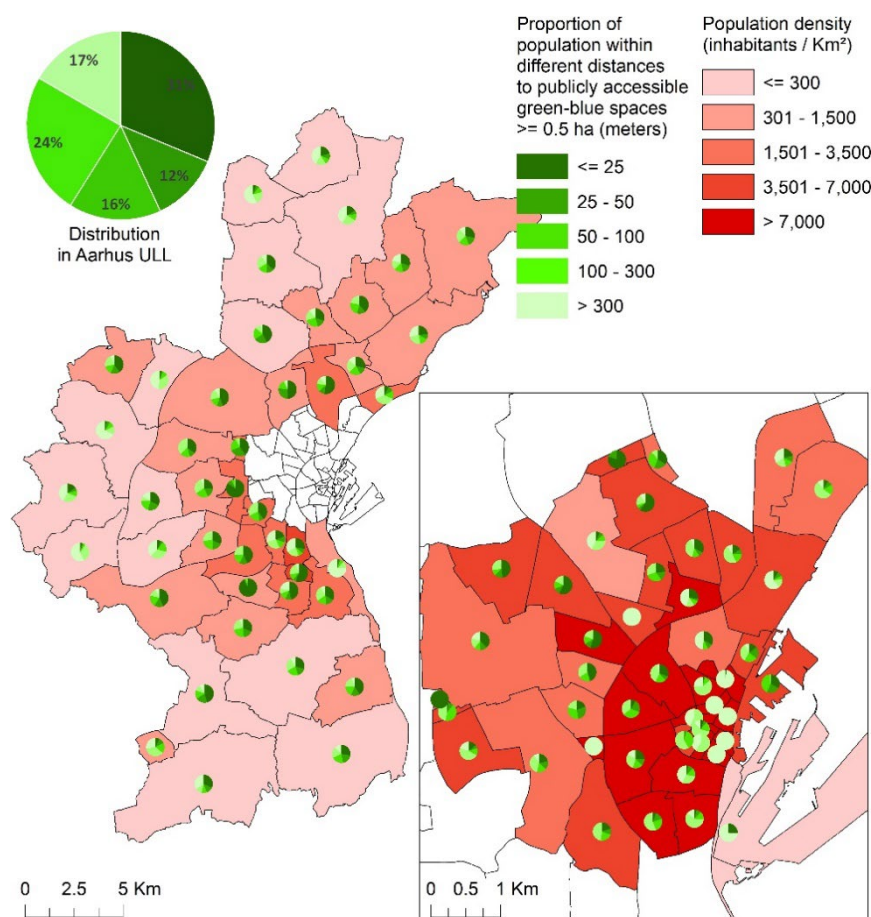 17%
24%
16%
12%
Distribution
in Aarhus ULL
Proportion of
population within
different distances
to publicly accessible
green-blue spaces
>= 0.5 ha (meters)
<= 25
25 - 50
50 - 100
100 - 300
> 300
Population density
(inhabitants / Km²)
<= 300
301 - 1,500
1,501 - 3,500
3,501 - 7,000
> 7,000
0 2.5 5 Km
0 0.5 1 Km